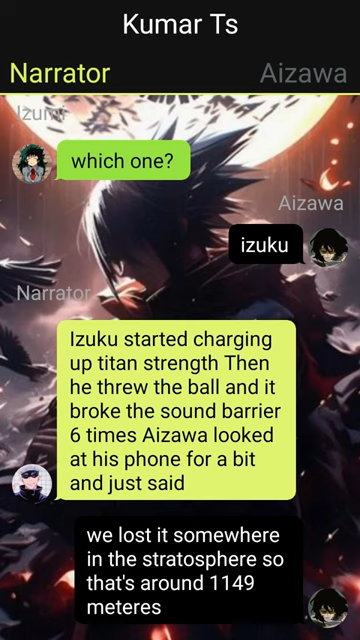 Kumar Ts
Narrator Aizawa
Izumi
which one?
Aizawa
izuku
Narrator
Izuku started charging
up titan strength Then
he threw the ball and it
broke the sound barrier
6 times Aizawa looked
at his phone for a bit
and just said
we lost it somewhere
in the stratosphere so
that's around 1149
meteres